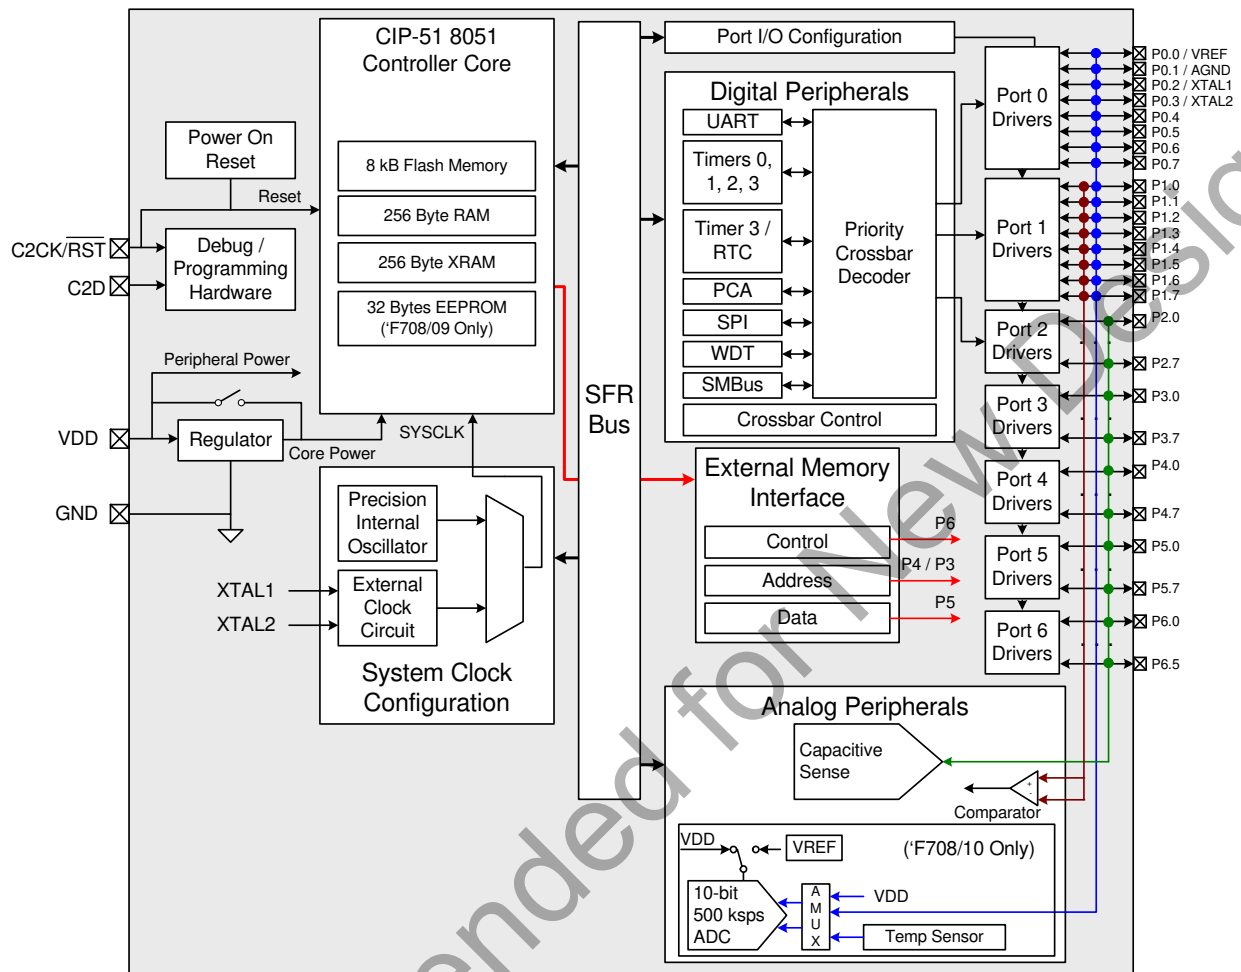 CIP-51 8051
Controller Core
8 kB Flash Memory
256 Byte RAM
256 Byte XRAM
32 Bytes EEPROM
(‘F708/09 Only)
Power On
Reset
Reset
C2CK/RST
C2D
Debug /
Programming
Hardware
Peripheral Power
VDD
Regulator
Core Power
GND
SYSCLK
Precision
Internal
Oscillator
XTAL1
XTAL2
External
Clock
Circuit
System Clock
Configuration
SFR
Bus
Port I/O Configuration
Digital Peripherals
UART
Timers 0,
1, 2, 3
Timer 3 /
RTC
PCA
SPI
WDT
SMBus
Priority
Crossbar
Decoder
Crossbar Control
External Memory
Interface
Control
Address
Data
P6
P4 / P3
P5
Port 0
Drivers
Port 1
Drivers
Port 2
Drivers
Port 3
Drivers
Port 4
Drivers
Port 5
Drivers
Port 6
Drivers
P0.0 / VREF
P0.1 / AGND
P0.2 / XTAL1
P0.3 / XTAL2
P0.4
P0.5
P0.6
P0.7
P1.0
P1.1
P1.2
P1.3
P1.4
P1.5
P1.6
P1.7
P2.0
P2.7
P3.0
P3.7
P4.0
P4.7
P5.0
P5.7
P6.0
P6.5
Analog Peripherals
Capacitive
Sense
+
-
Comparator
VDD
VREF
(‘F708/10 Only)
10-bit
500 ksps
ADC
A
M
U
X
VDD
Temp Sensor
ended for New Desig